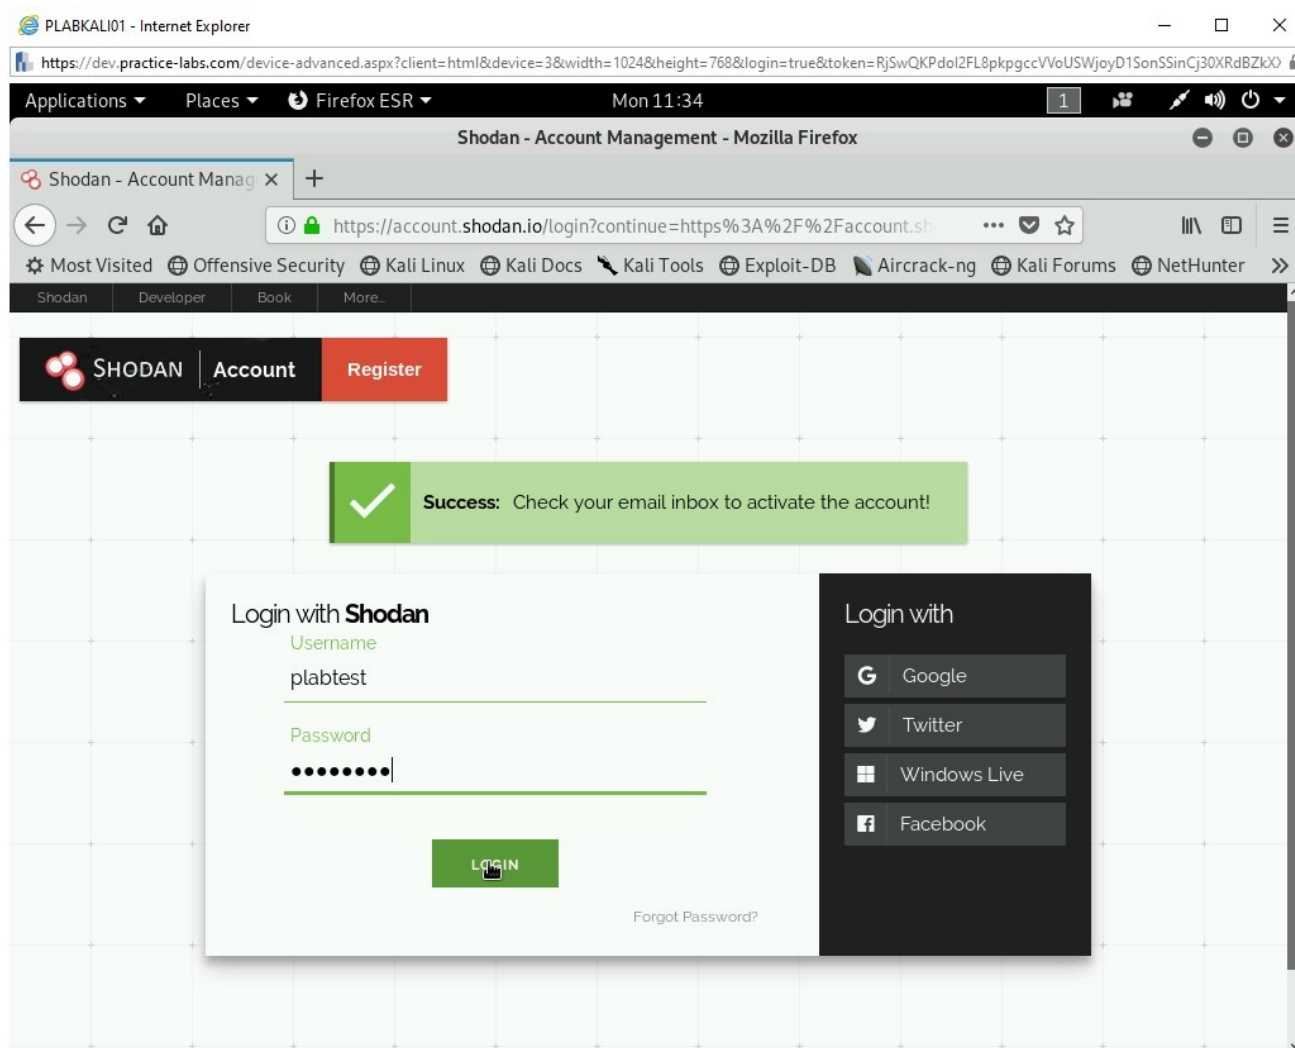 PLABKALI01 - Internet Explorer
https://dev.practice-labs.com/device-advanced.aspx?client=html&device=3&width=1024&height=768&login=true&token=RjSwQKPdol2FL8pkpgccVVoUSWjoyD1SonSSinCj30XRdBZkX
Applications Places Firefox ESR Mon 11:34 1
Shodan - Account Management - Mozilla Firefox
Shodan - Account Manag
https://account.shodan.io/login?continue=https%3A%2F%2Faccount.sh
Most Visited Offensive Security Kali Linux Kali Docs Kali Tools Exploit-DB Aircrack-ng Kali Forums NetHunter
Shodan Developer Book More...
SHODAN Account Register
Success: Check your email inbox to activate the account!
Login with Shodan
Username
plabtest
Password
LOGIN
Forgot Password?
Login with
Google
Twitter
Windows Live
Facebook